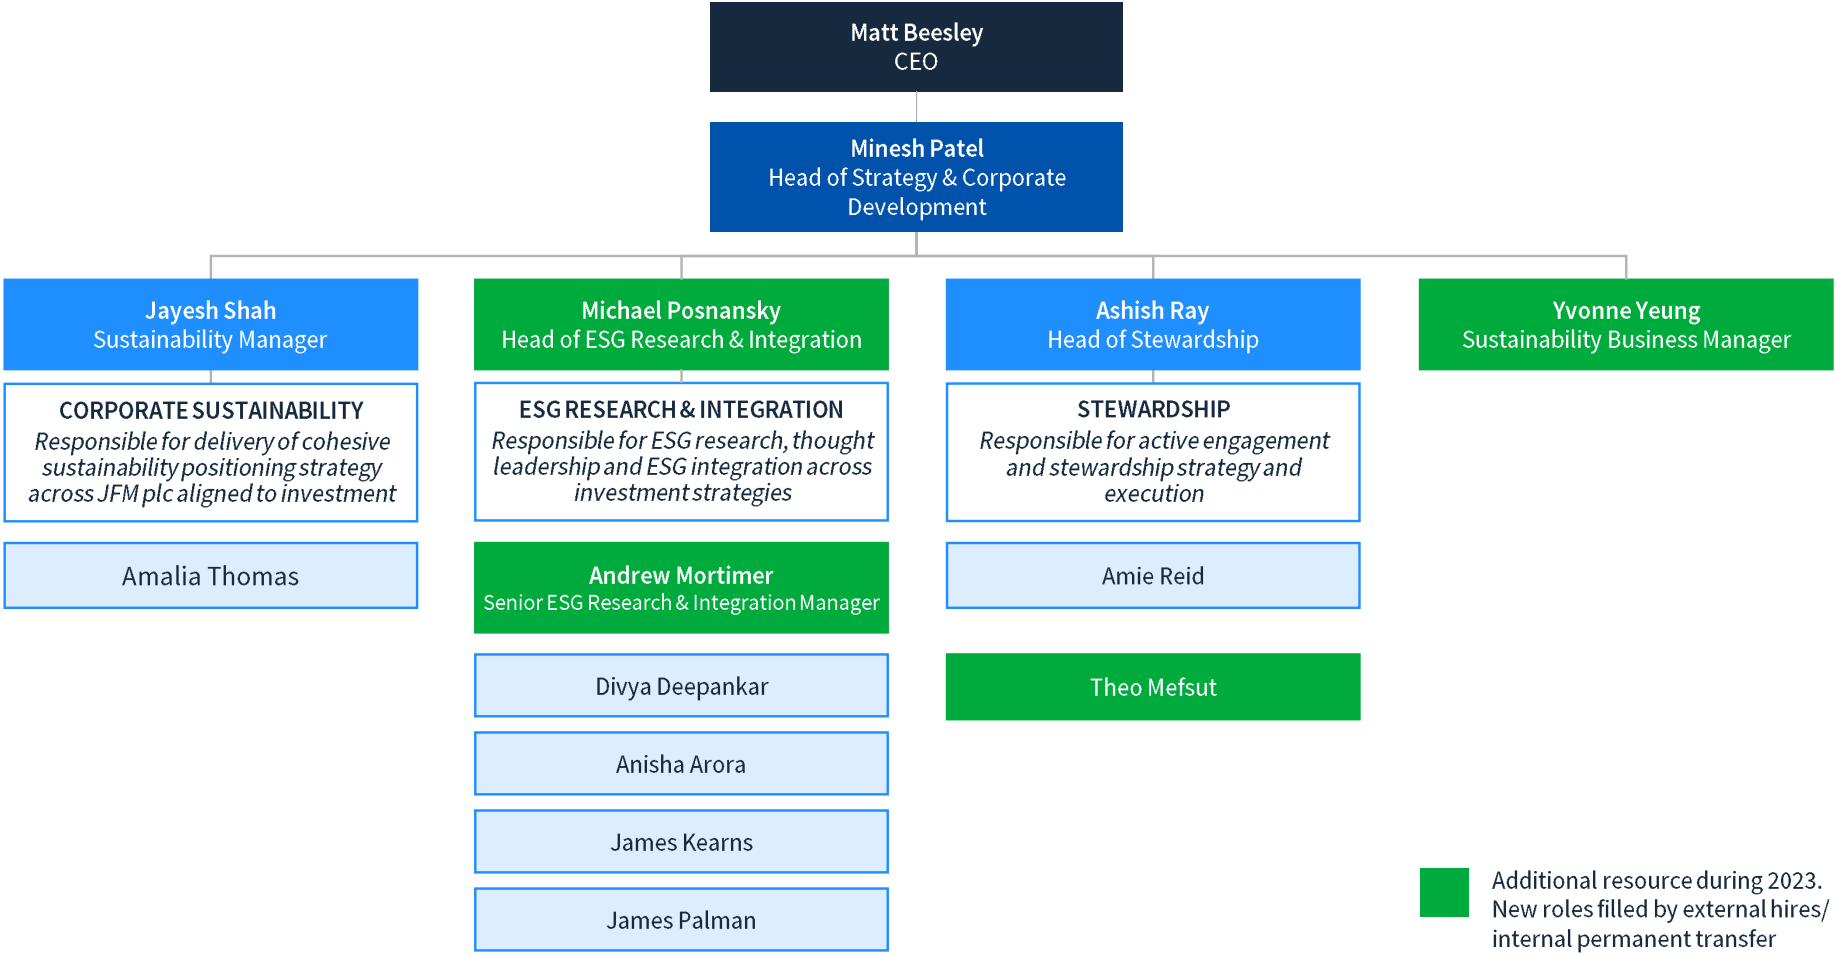 Matt Beesley
CEO
Minesh Patel
Head of Strategy & Corporate
Development
Jayesh Shah
Sustainability Manager
CORPORATE SUSTAINABILITY
Responsible for delivery of cohesive
sustainability positioning strategy
across JFM plc aligned to investment
Amalia Thomas
Michael Posnansky
Head of ESG Research & Integration
ESG RESEARCH & INTEGRATION
Responsible for ESG research, thought
leadership and ESG integration across
investment strategies
Andrew Mortimer
Senior ESG Research & Integration Manager
Divya Deepankar
Anisha Arora
James Kearns
James Palman
Ashish Ray
Head of Stewardship
STEWARDSHIP
Responsible for active engagement
and stewardship strategy and
execution
Amie Reid
Theo Mefsut
Yvonne Yeung
Sustainability Business Manager
Additional resource during 2023.
New roles filled by external hires/
internal permanent transfer